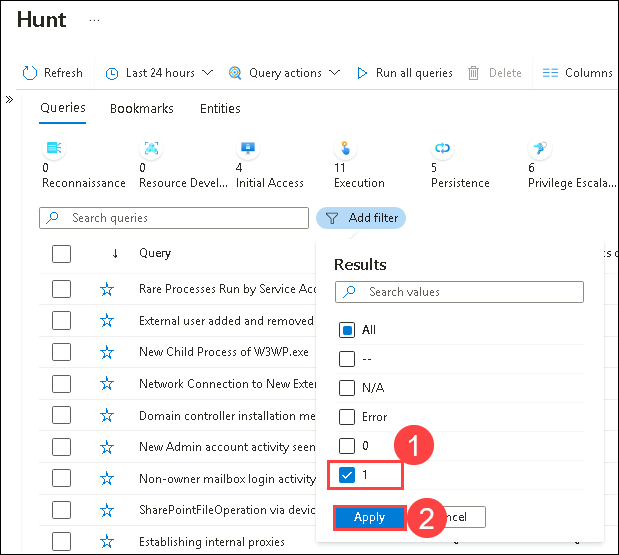 Hunt ...
Refresh Last 24 hours Query actions Run all queries Delete Columns
» Queries Bookmarks Entities
0 0 4 11 5 6
Reconnaissance Resource Devel... Initial Access Execution Persistence Privilege Escala...
Search queries Add filter
↓ Query
Results
Search values
Rare Processes Run by Service Acc
External user added and removed
New Child Process of W3WP.exe
Network Connection to New Exter
Domain controller installation me
New Admin account activity seen
Non-owner mailbox login activity
SharePointFileOperation via devic
Establishing internal proxies
All
--
N/A
Error
0 1
1
Apply 2 ncel